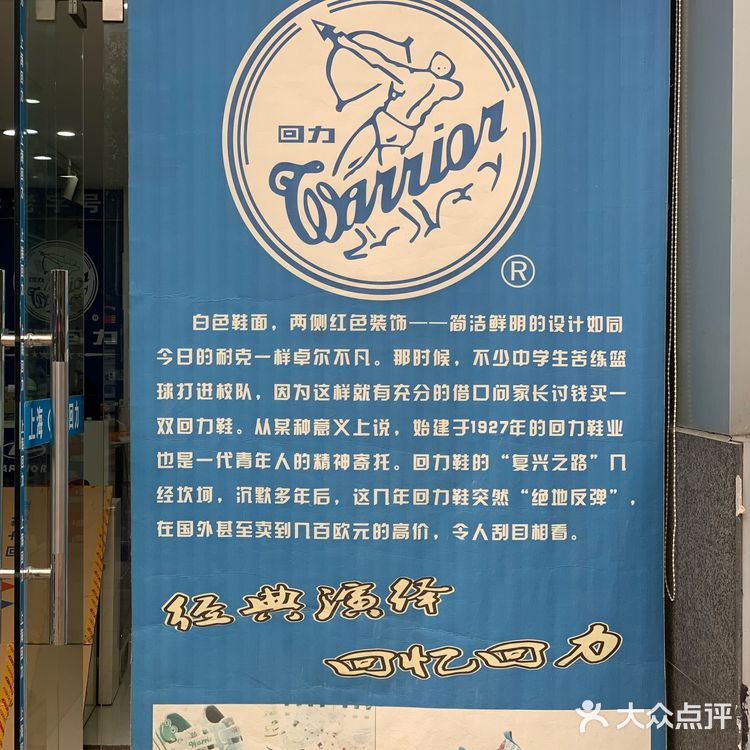 回力
Warrior
®
白色鞋面，两侧红色装饰——简洁鲜明的设计如同
今日的耐克一样卓尔不凡。那时候，不少中学生苦练篮
球打进校队，因为这样就有充分的借口问家长讨钱买一
双回力鞋。从某种意义上说，始建于1927年的回力鞋业
也是一代青年人的精神寄托。回力鞋的“复兴之路”几
经坎坷，沉默多年后，这几年回力鞋突然“绝地反弹”，
在国外甚至卖到几百欧元的高价，令人刮目相看。
经典演绎
回忆回力
上海
回力
大众点评